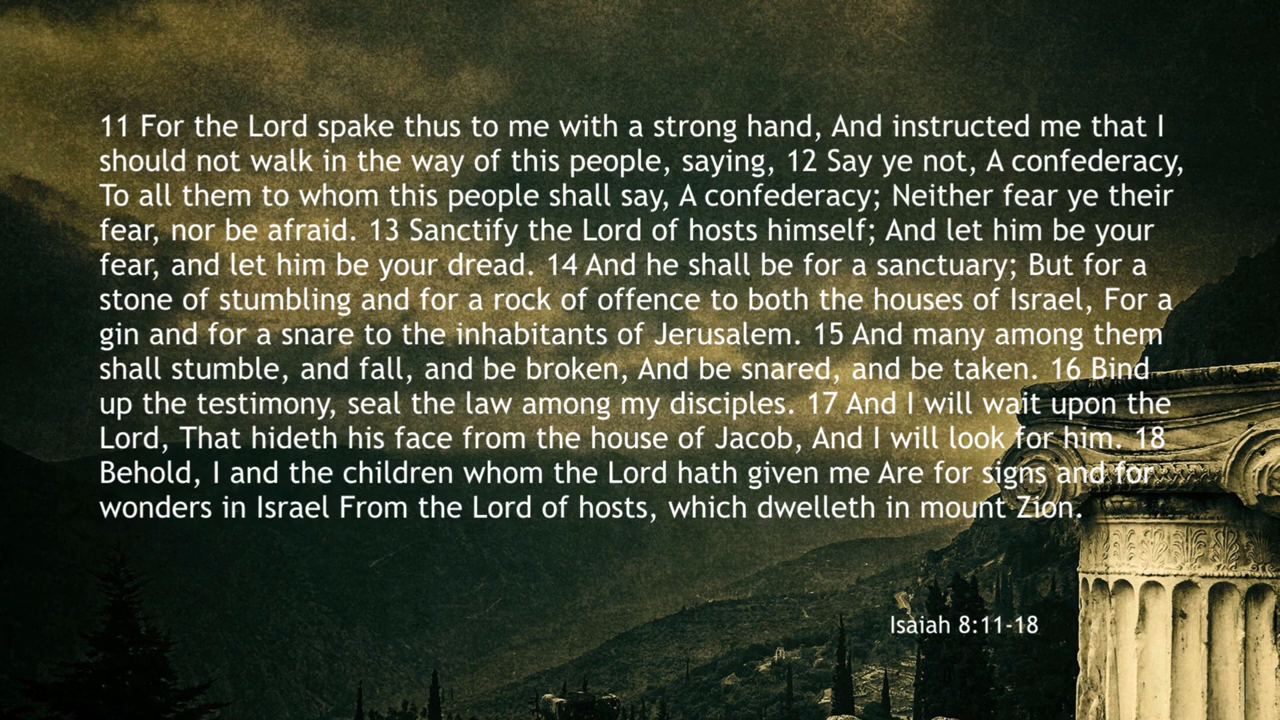 11 For the Lord spake thus to me with a strong hand, And instructed me that I
should not walk in the way of this people, saying, 12 Say ye not, A confederacy,
To all them to whom this people shall say, A confederacy; Neither fear ye their
fear, nor be afraid. 13 Sanctify the Lord of hosts himself; And let him be your
fear, and let him be your dread. 14 And he shall be for a sanctuary; But for a
stone of stumbling and for a rock of offence to both the houses of Israel, For a
gin and for a snare to the inhabitants of Jerusalem. 15 And many among them
shall stumble, and fall, and be broken, And be snared, and be taken. 16 Bind
up the testimony, seal the law among my disciples. 17 And I will wait upon the
Lord, That hideth his face from the house of Jacob, And I will look for him. 18
Behold, I and the children whom the Lord hath given me Are for signs and for
wonders in Israel From the Lord of hosts, which dwelleth in mount Zion.
Isaiah 8:11-18